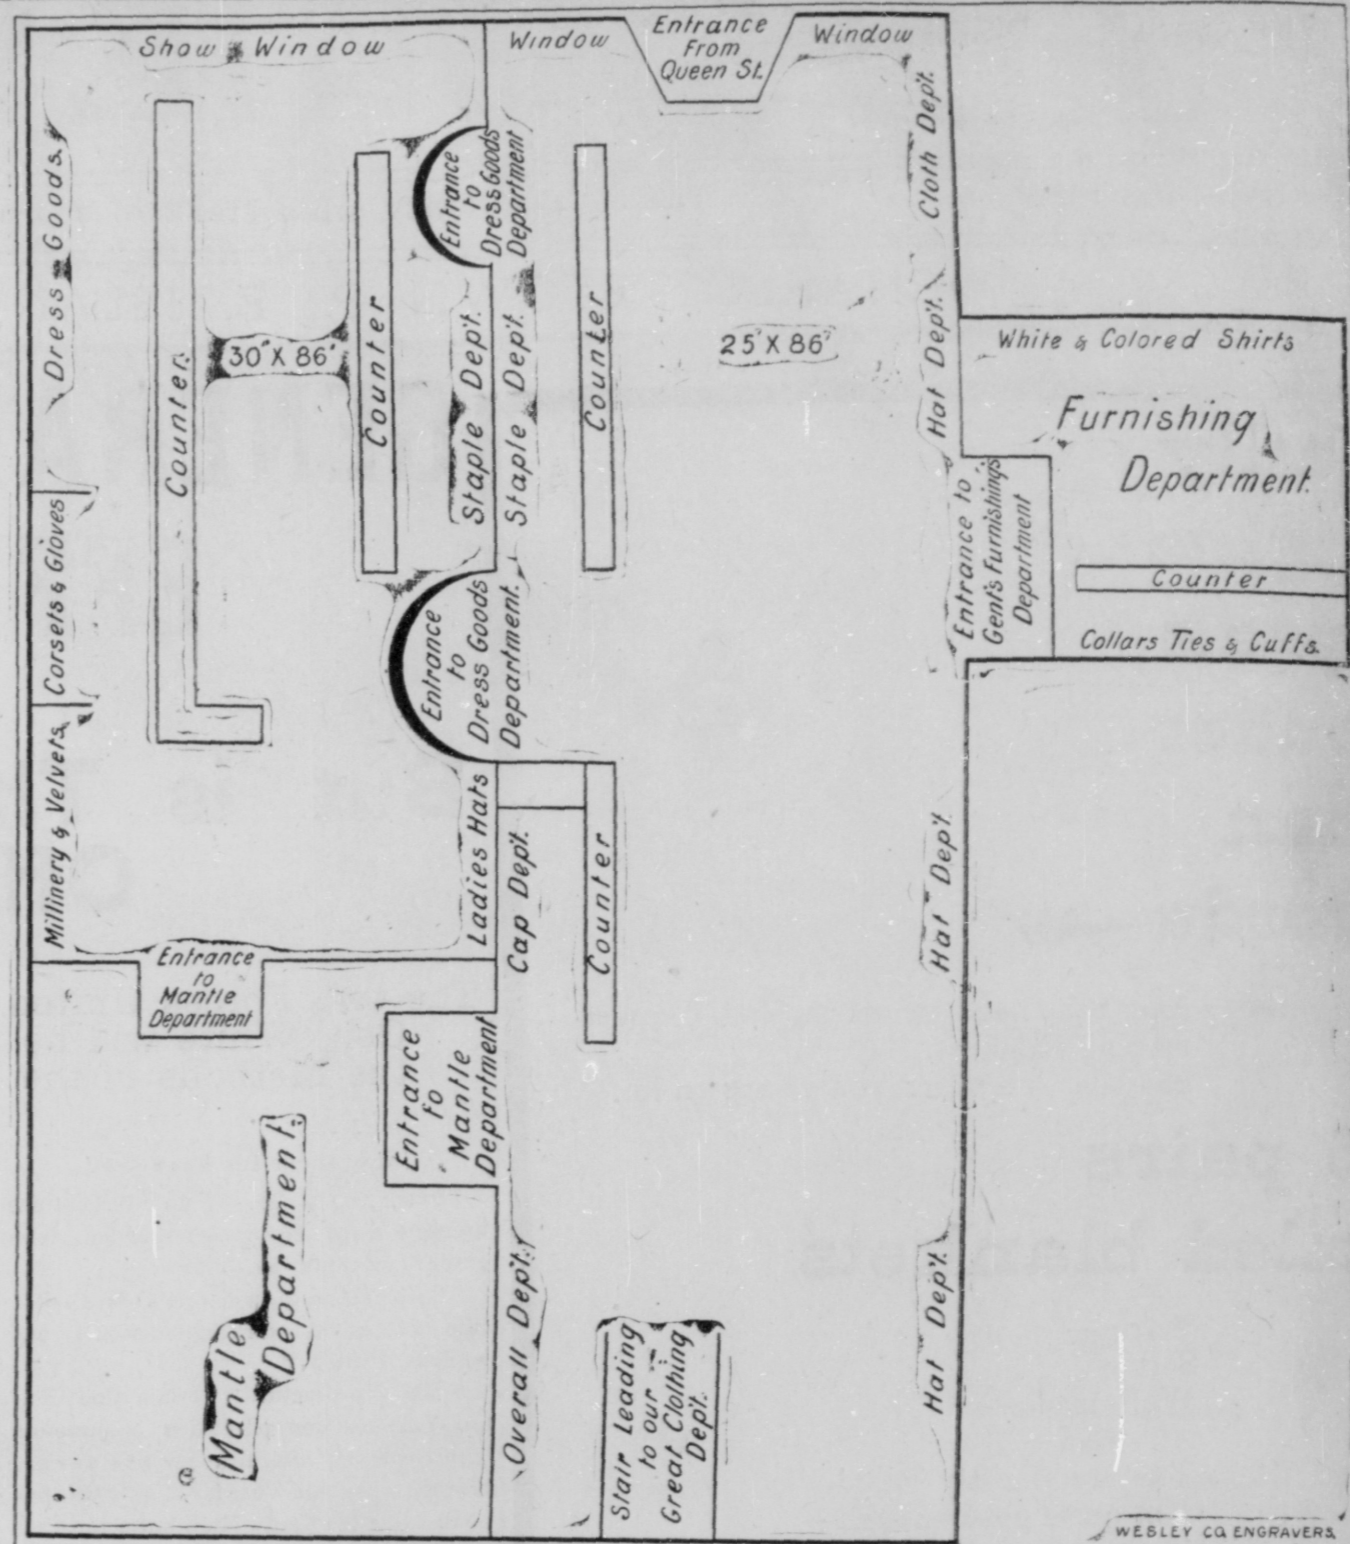 Show Window
Window
Entrance
From
Queen St.
Window
Dress Goods.
Corsets & Gloves
Millinery & Velvets.
Counter.
30" X 86'
Counter
Entrance
to
Dress Goods
Department
Staple Dep't.
Staple Dep't.
Counter
25' X 86'
Cloth Dep't.
Hat Dep't.
White & Colored Shirts
Furnishing
Department.
Counter
Collars Ties & Cuffs.
Entrance to
Gent's Furnishings
Department
Entrance
to
Dress Goods
Department.
Ladies Hats
Cap Dep't.
Counter
Hat Dep't.
Entrance
to
Mantle
Department
Entrance
to
Mantle
Department
Mantle
Department.
Overall Dep't.
Stair Leading
to our
Great Clothing
Dep't.
Hat Dep't.
WESLEY CO. ENGRAVERS.